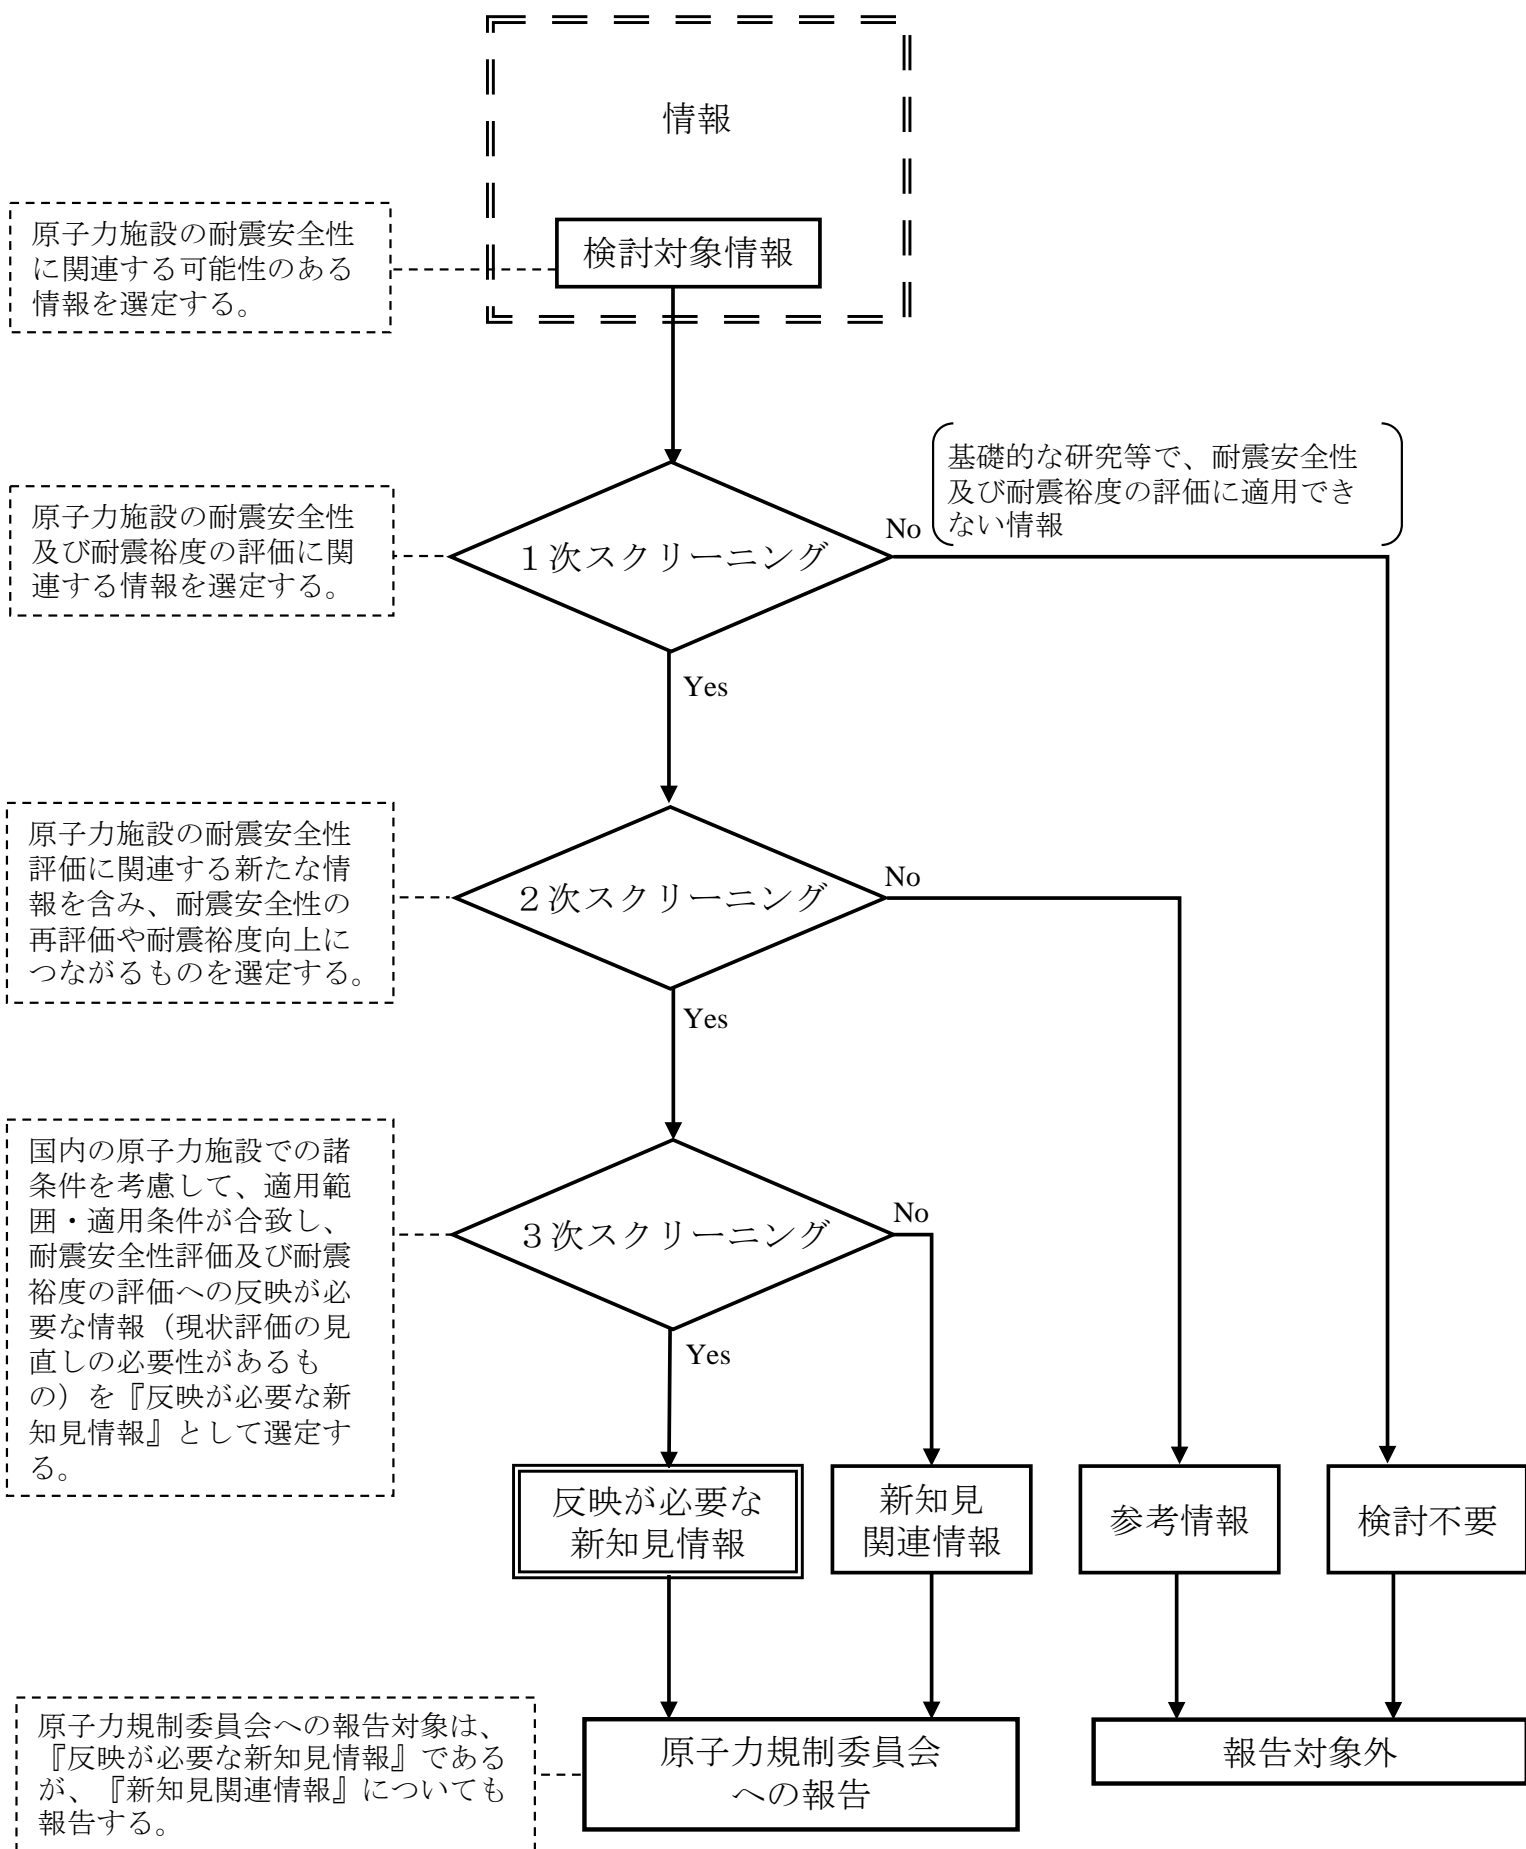 情報
原子力施設の耐震安全性
に関連する可能性のある
情報を選定する。
検討対象情報
基礎的な研究等で、耐震安全性
及び耐震裕度の評価に適用でき
ない情報
原子力施設の耐震安全性
及び耐震裕度の評価に関
連する情報を選定する。
１次スクリーニング
No
Yes
原子力施設の耐震安全性
評価に関連する新たな情
報を含み、耐震安全性の
再評価や耐震裕度向上に
つながるものを選定する。
２次スクリーニング
No
Yes
国内の原子力施設での諸
条件を考慮して、適用範
囲・適用条件が合致し、
耐震安全性評価及び耐震
裕度の評価への反映が必
要な情報（現状評価の見
直しの必要性があるも
の）を『反映が必要な新
知見情報』として選定す
る。
３次スクリーニング
No
Yes
反映が必要な
新知見情報
新知見
関連情報
参考情報
検討不要
原子力規制委員会への報告対象は、
『反映が必要な新知見情報』である
が、『新知見関連情報』についても
報告する。
原子力規制委員会
への報告
報告対象外